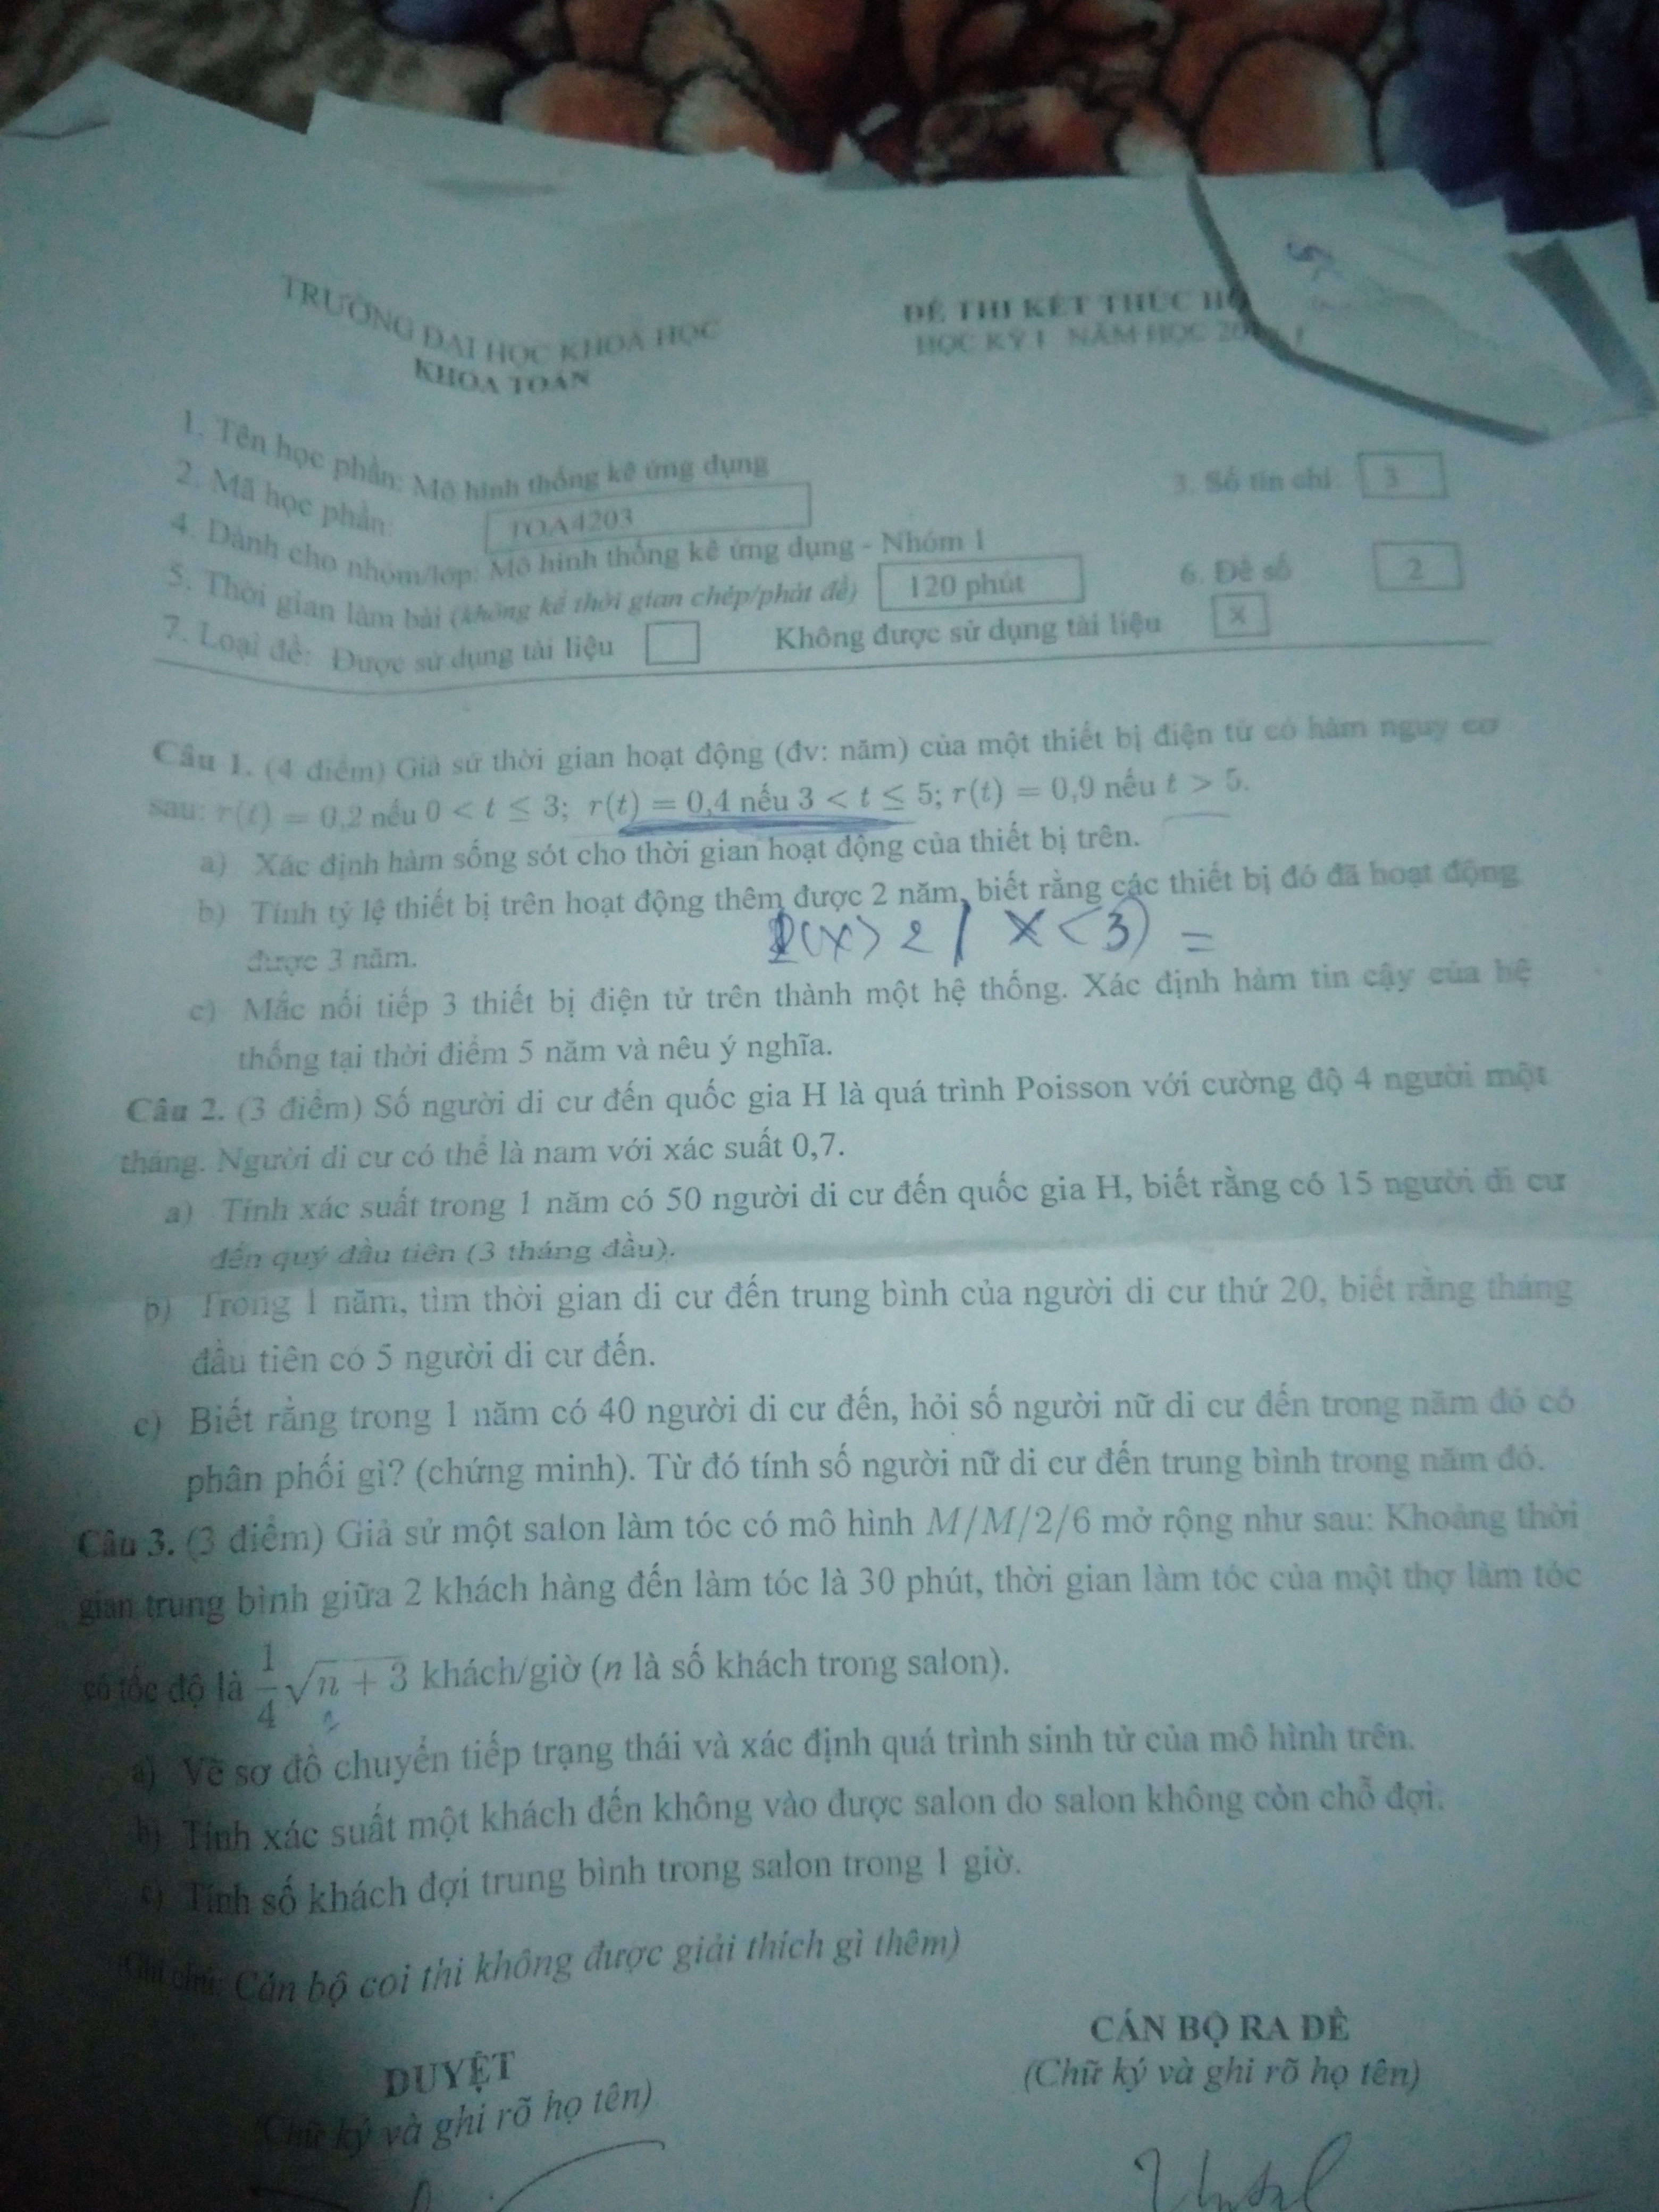 TRƯỜNG ĐẠI HỌC KHOA HỌC
KHOA TOÁN
ĐỀ THI KẾT THÚC
HỌC KỲ I NĂM HỌC
1. Tên học phần: Mô hình thống kê ứng dụng
2. Mã học phần: TOA4203
3. Số tín chỉ 3
4. Dành cho nhóm/lớp: Mô hình thống kê ứng dụng - Nhóm 1
5. Thời gian làm bài (không kể thời gian chép/phát đề) 120 phút
6. Đề số 2
7. Loại đề: Được sử dụng tài liệu Không được sử dụng tài liệu x
Câu 1. (4 điểm) Giả sử thời gian hoạt động (đv: năm) của một thiết bị điện tử có hàm nguy cơ
sau: r(t) = 0,2 nếu 0 < t ≤ 3; r(t) = 0,4 nếu 3 < t ≤ 5; r(t) = 0,9 nếu t > 5.
a) Xác định hàm sống sót cho thời gian hoạt động của thiết bị trên.
b) Tính tỷ lệ thiết bị trên hoạt động thêm được 2 năm, biết rằng các thiết bị đó đã hoạt động
được 3 năm.
(X > 2 / X < 3) =
c) Mắc nối tiếp 3 thiết bị điện tử trên thành một hệ thống. Xác định hàm tin cậy của hệ
thống tại thời điểm 5 năm và nêu ý nghĩa.
Câu 2. (3 điểm) Số người di cư đến quốc gia H là quá trình Poisson với cường độ 4 người một
tháng. Người di cư có thể là nam với xác suất 0,7.
a) Tính xác suất trong 1 năm có 50 người di cư đến quốc gia H, biết rằng có 15 người di cư
đến quý đầu tiên (3 tháng đầu).
b) Trong 1 năm, tìm thời gian di cư đến trung bình của người di cư thứ 20, biết rằng tháng
đầu tiên có 5 người di cư đến.
c) Biết rằng trong 1 năm có 40 người di cư đến, hỏi số người nữ di cư đến trong năm đó có
phân phối gì? (chứng minh). Từ đó tính số người nữ di cư đến trung bình trong năm đó.
Câu 3. (3 điểm) Giả sử một salon làm tóc có mô hình M/M/2/6 mở rộng như sau: Khoảng thời
gian trung bình giữa 2 khách hàng đến làm tóc là 30 phút, thời gian làm tóc của một thợ làm tóc
có tốc độ là 1/4 √(n + 3) khách/giờ (n là số khách trong salon).
a) Vẽ sơ đồ chuyển tiếp trạng thái và xác định quá trình sinh tử của mô hình trên.
b) Tính xác suất một khách đến không vào được salon do salon không còn chỗ đợi.
c) Tính số khách đợi trung bình trong salon trong 1 giờ.
(Ghi chú: Cán bộ coi thi không được giải thích gì thêm)
DUYỆT
(Chữ ký và ghi rõ họ tên)
CÁN BỘ RA ĐỀ
(Chữ ký và ghi rõ họ tên)